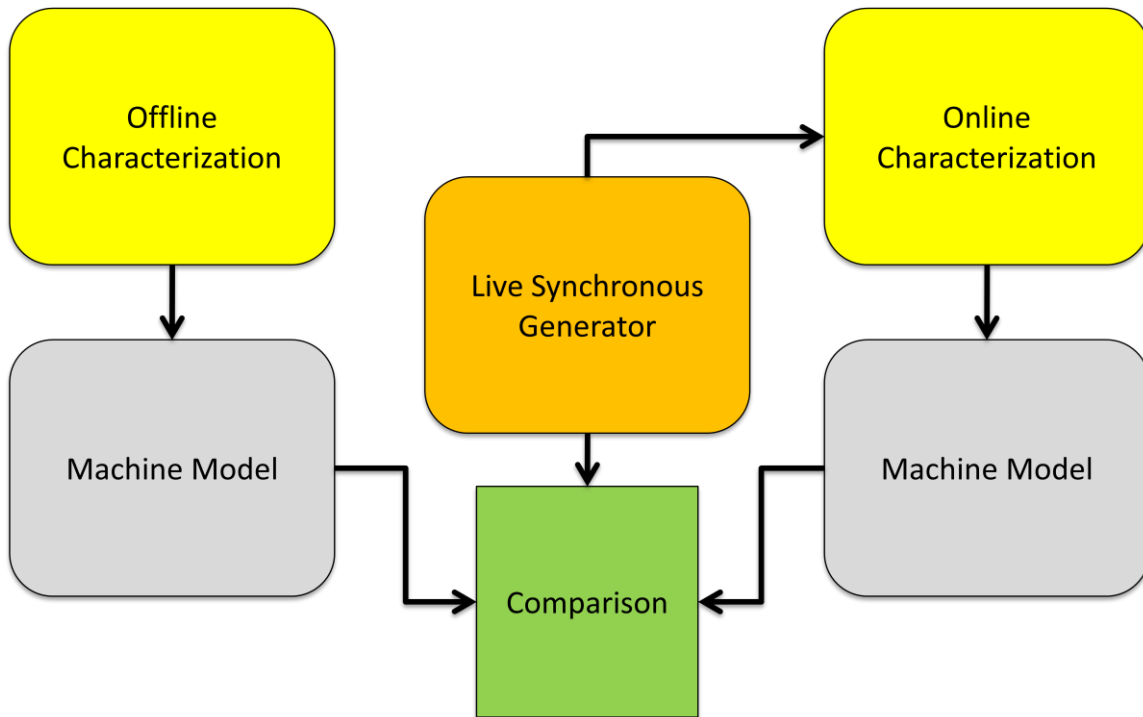 Offline
Characterization
Online
Characterization
Live Synchronous
Generator
Machine Model
Machine Model
Comparison